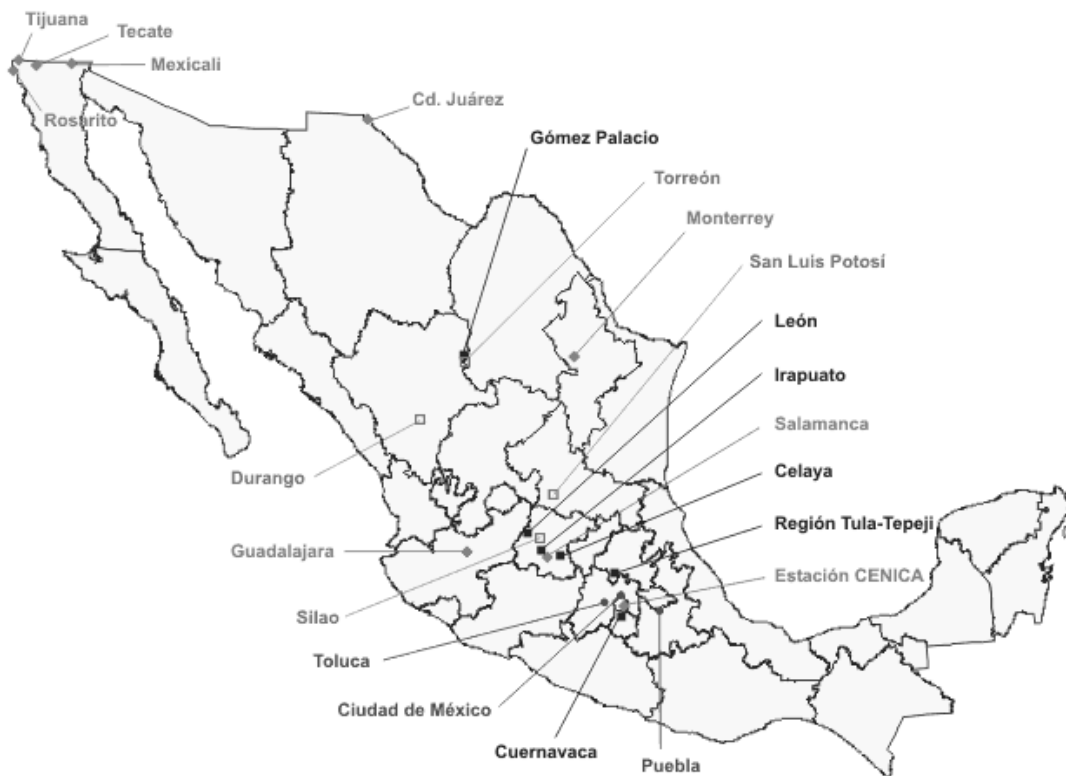 Tijuana
Tecate
Mexicali
Rosarito
Cd. Juárez
Gómez Palacio
Torreón
Monterrey
San Luis Potosí
León
Irapuato
Salamanca
Durango
Celaya
Región Tula-Tepeji
Guadalajara
Estación CENICA
Silao
Toluca
Ciudad de México
Cuernavaca
Puebla